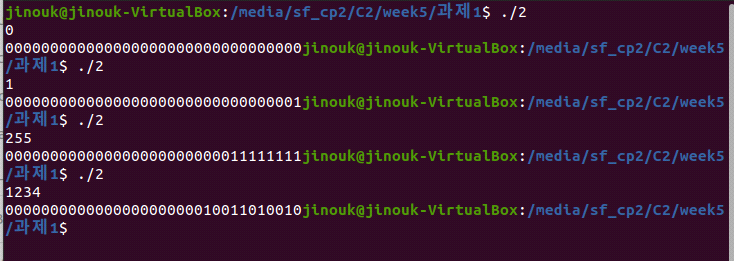 jinouk@jinouk-VirtualBox:/media/sf_cp2/C2/week5/과제1$ ./2
0
00000000000000000000000000000000jinouk@jinouk-VirtualBox:/media/sf_cp2/C2/week5
/과제1$ ./2
1
00000000000000000000000000000001jinouk@jinouk-VirtualBox:/media/sf_cp2/C2/week5
/과제1$ ./2
255
00000000000000000000000011111111jinouk@jinouk-VirtualBox:/media/sf_cp2/C2/week5
/과제1$ ./2
1234
00000000000000000000010011010010jinouk@jinouk-VirtualBox:/media/sf_cp2/C2/week5
/과제1$